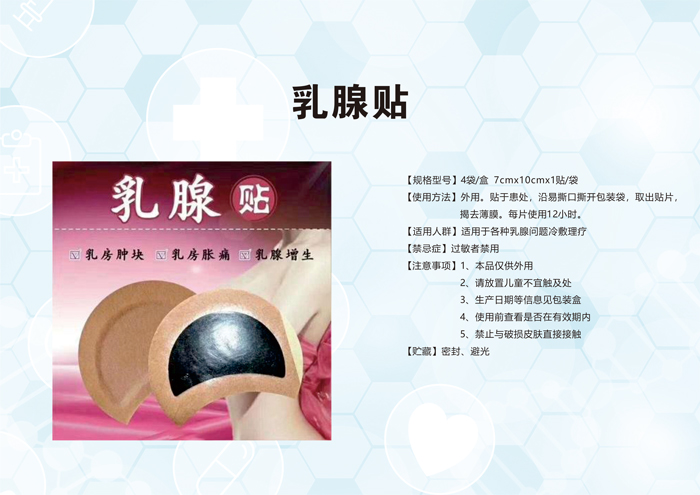 乳腺贴
乳腺贴
☑乳房肿块 ☑乳房胀痛 ☑乳腺增生
【规格型号】4袋/盒 7cmx10cmx1贴/袋
【使用方法】外用。贴于患处，沿易撕口撕开包装袋，取出贴片，
揭去薄膜。每片使用12小时。
【适用人群】适用于各种乳腺问题冷敷理疗
【禁忌症】过敏者禁用
【注意事项】1、本品仅供外用
2、请放置儿童不宜触及处
3、生产日期等信息见包装盒
4、使用前查看是否在有效期内
5、禁止与破损皮肤直接接触
【贮藏】密封、避光